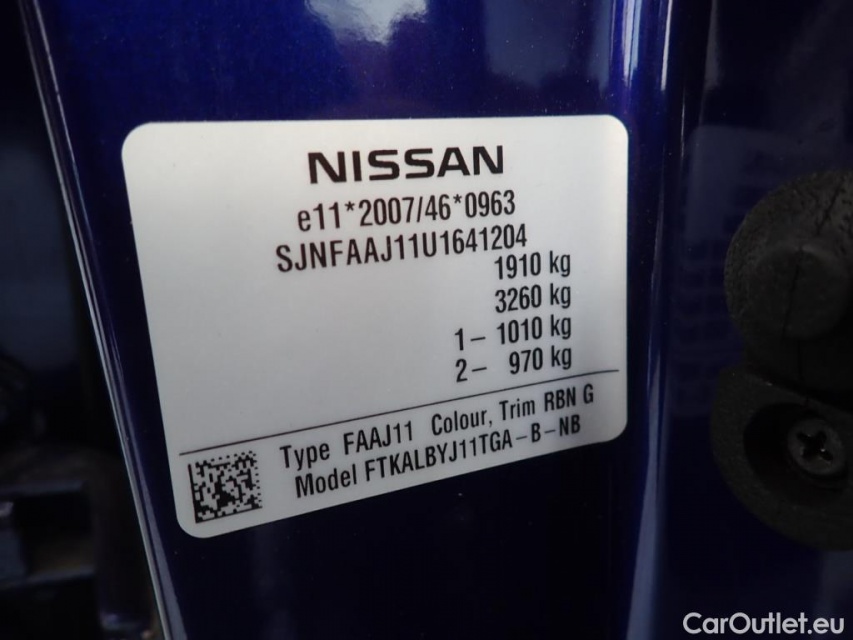 NISSAN
e11*2007/46*0963
SJNFAAJ11U1641204
1910 kg
3260 kg
1- 1010 kg
2- 970 kg
Type FAAJ11 Colour, Trim RBN G
Model FTKALBYJ11TGA-B-NB
CarOutlet.eu